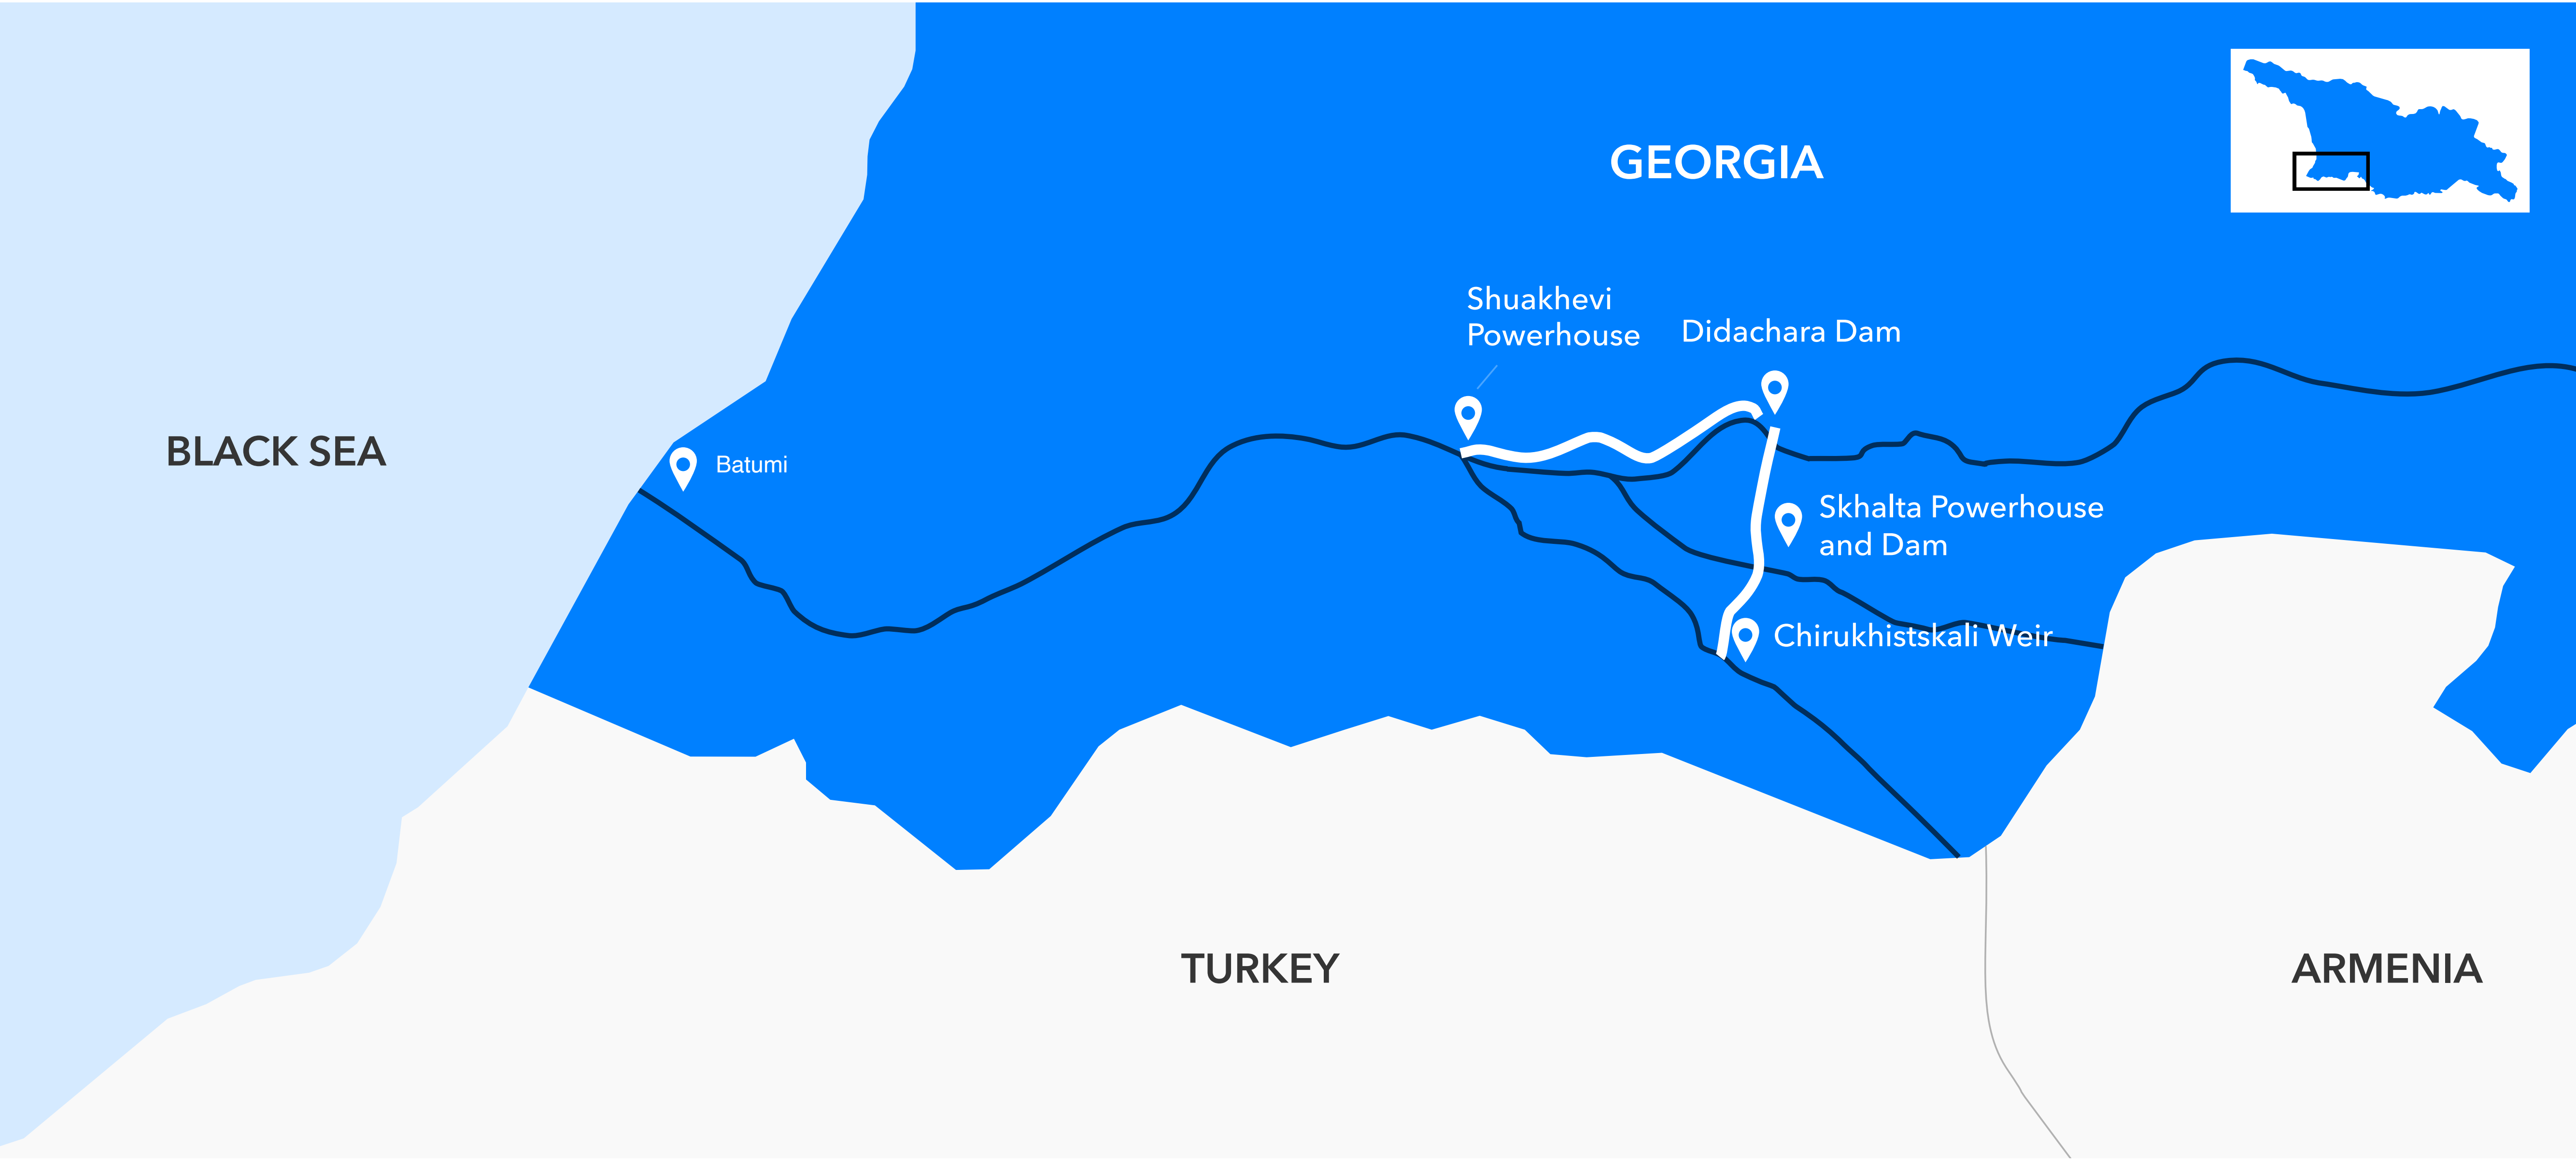 GEORGIA
Shuakhevi
Powerhouse
Didachara Dam
BLACK SEA
Batumi
Skhalta Powerhouse
and Dam
Chirukhistskali Weir
TURKEY
ARMENIA